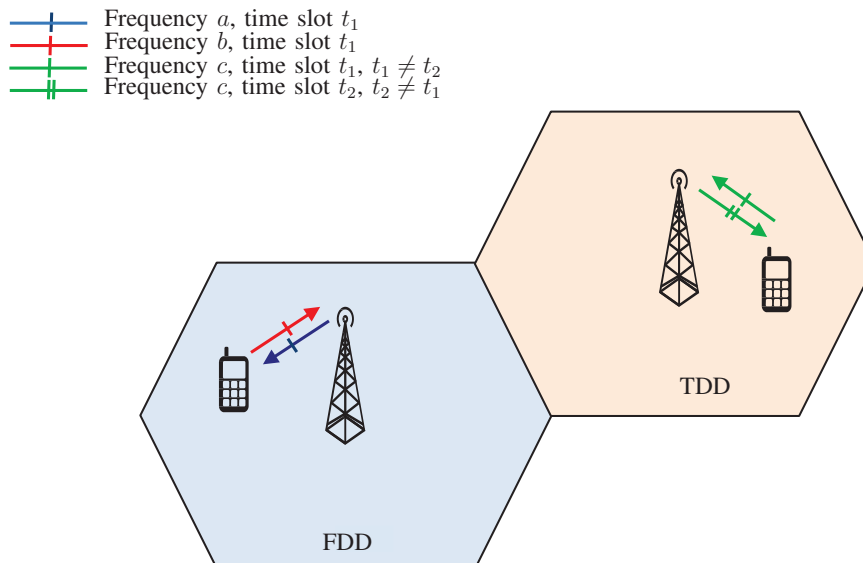 Frequency a, time slot t₁
Frequency b, time slot t₁
Frequency c, time slot t₁, t₁ ≠ t₂
Frequency c, time slot t₂, t₂ ≠ t₁
TDD
FDD